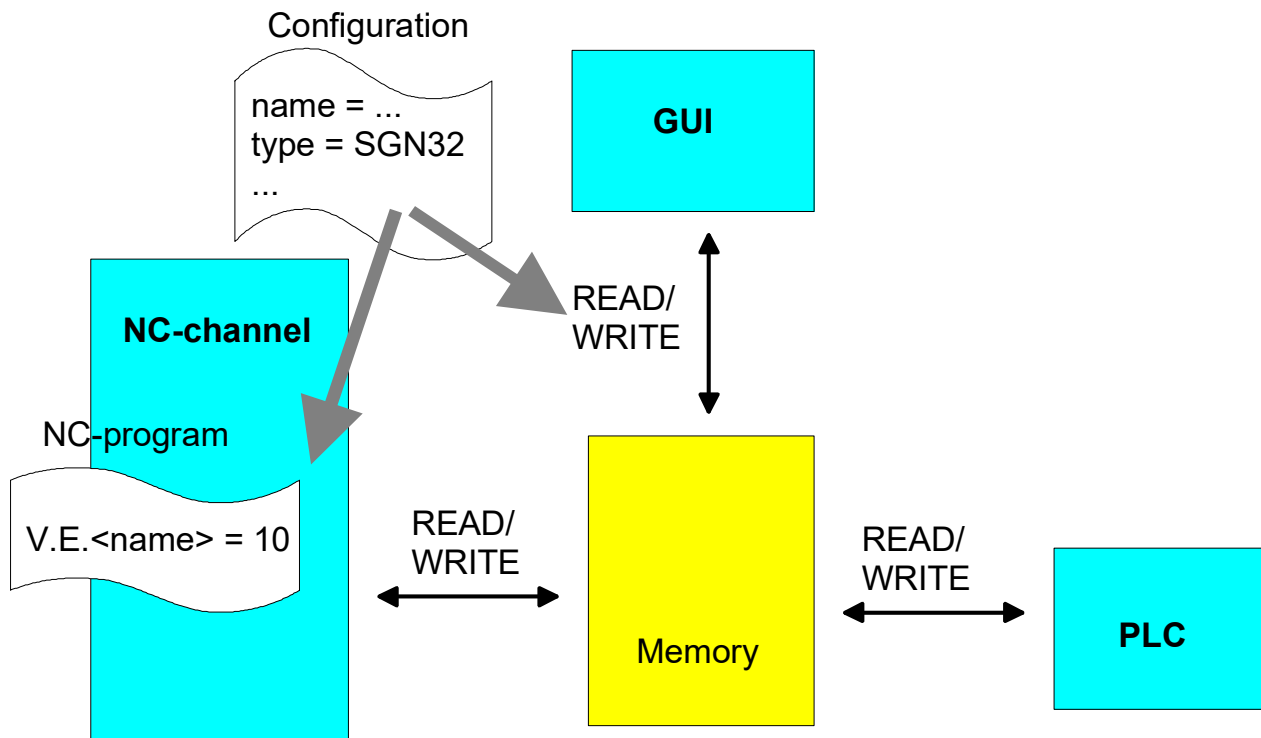 Configuration
name = ...
type = SGN32
...
GUI
READ/
WRITE
NC-channel
NC-program
V.E.<name> = 10
READ/
WRITE
Memory
READ/
WRITE
PLC